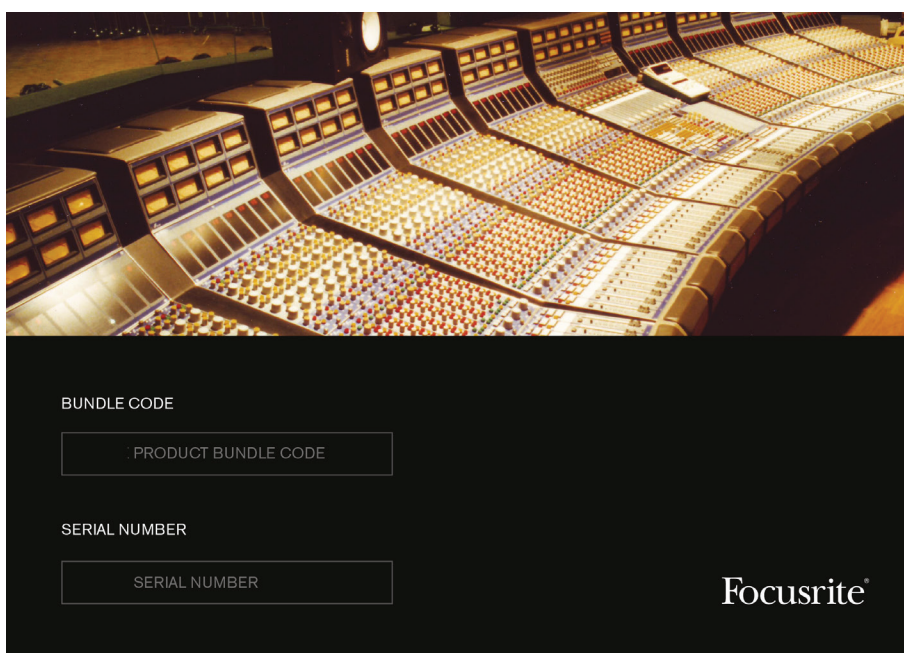 BUNDLE CODE
PRODUCT BUNDLE CODE
SERIAL NUMBER
SERIAL NUMBER
Focusrite®